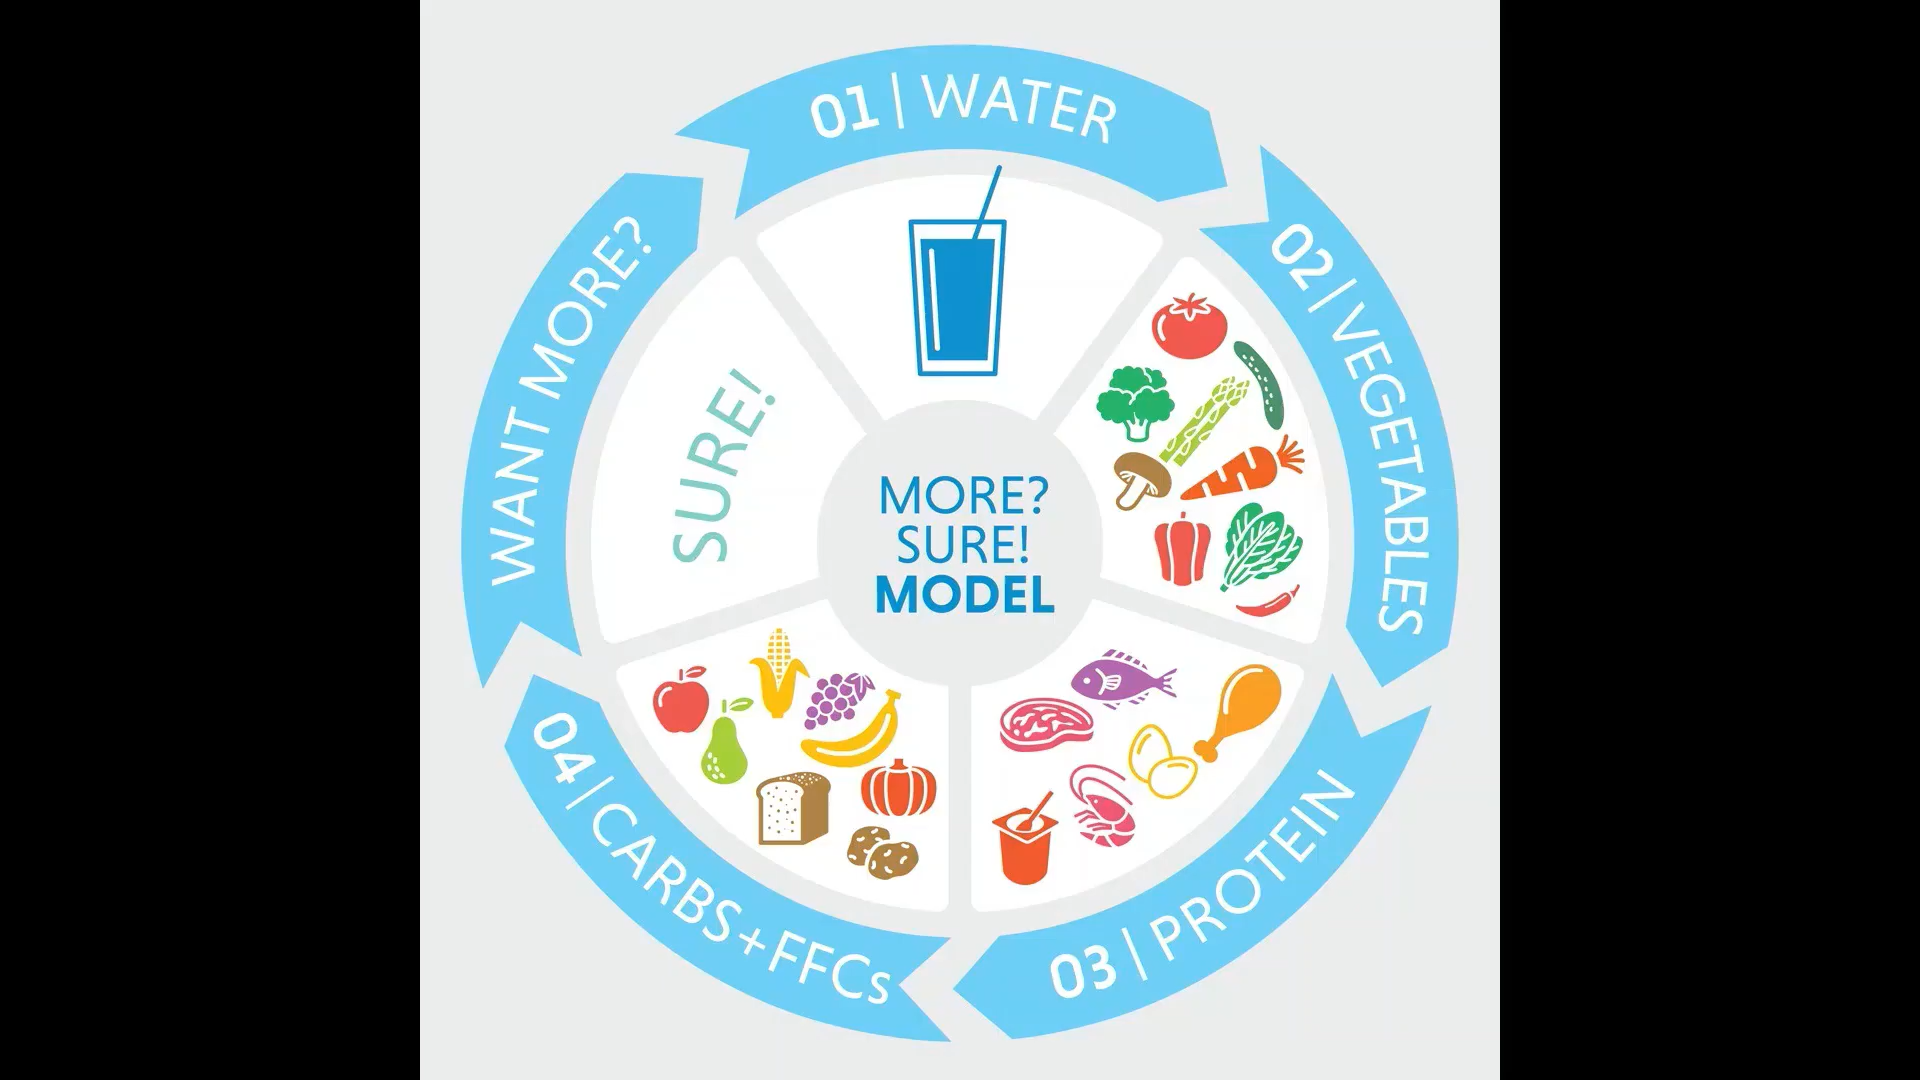 01 | WATER
02 | VEGETABLES
03 | PROTEIN
04 | CARBS+FFCs
WANT MORE?
SURE!
MORE?
SURE!
MODEL